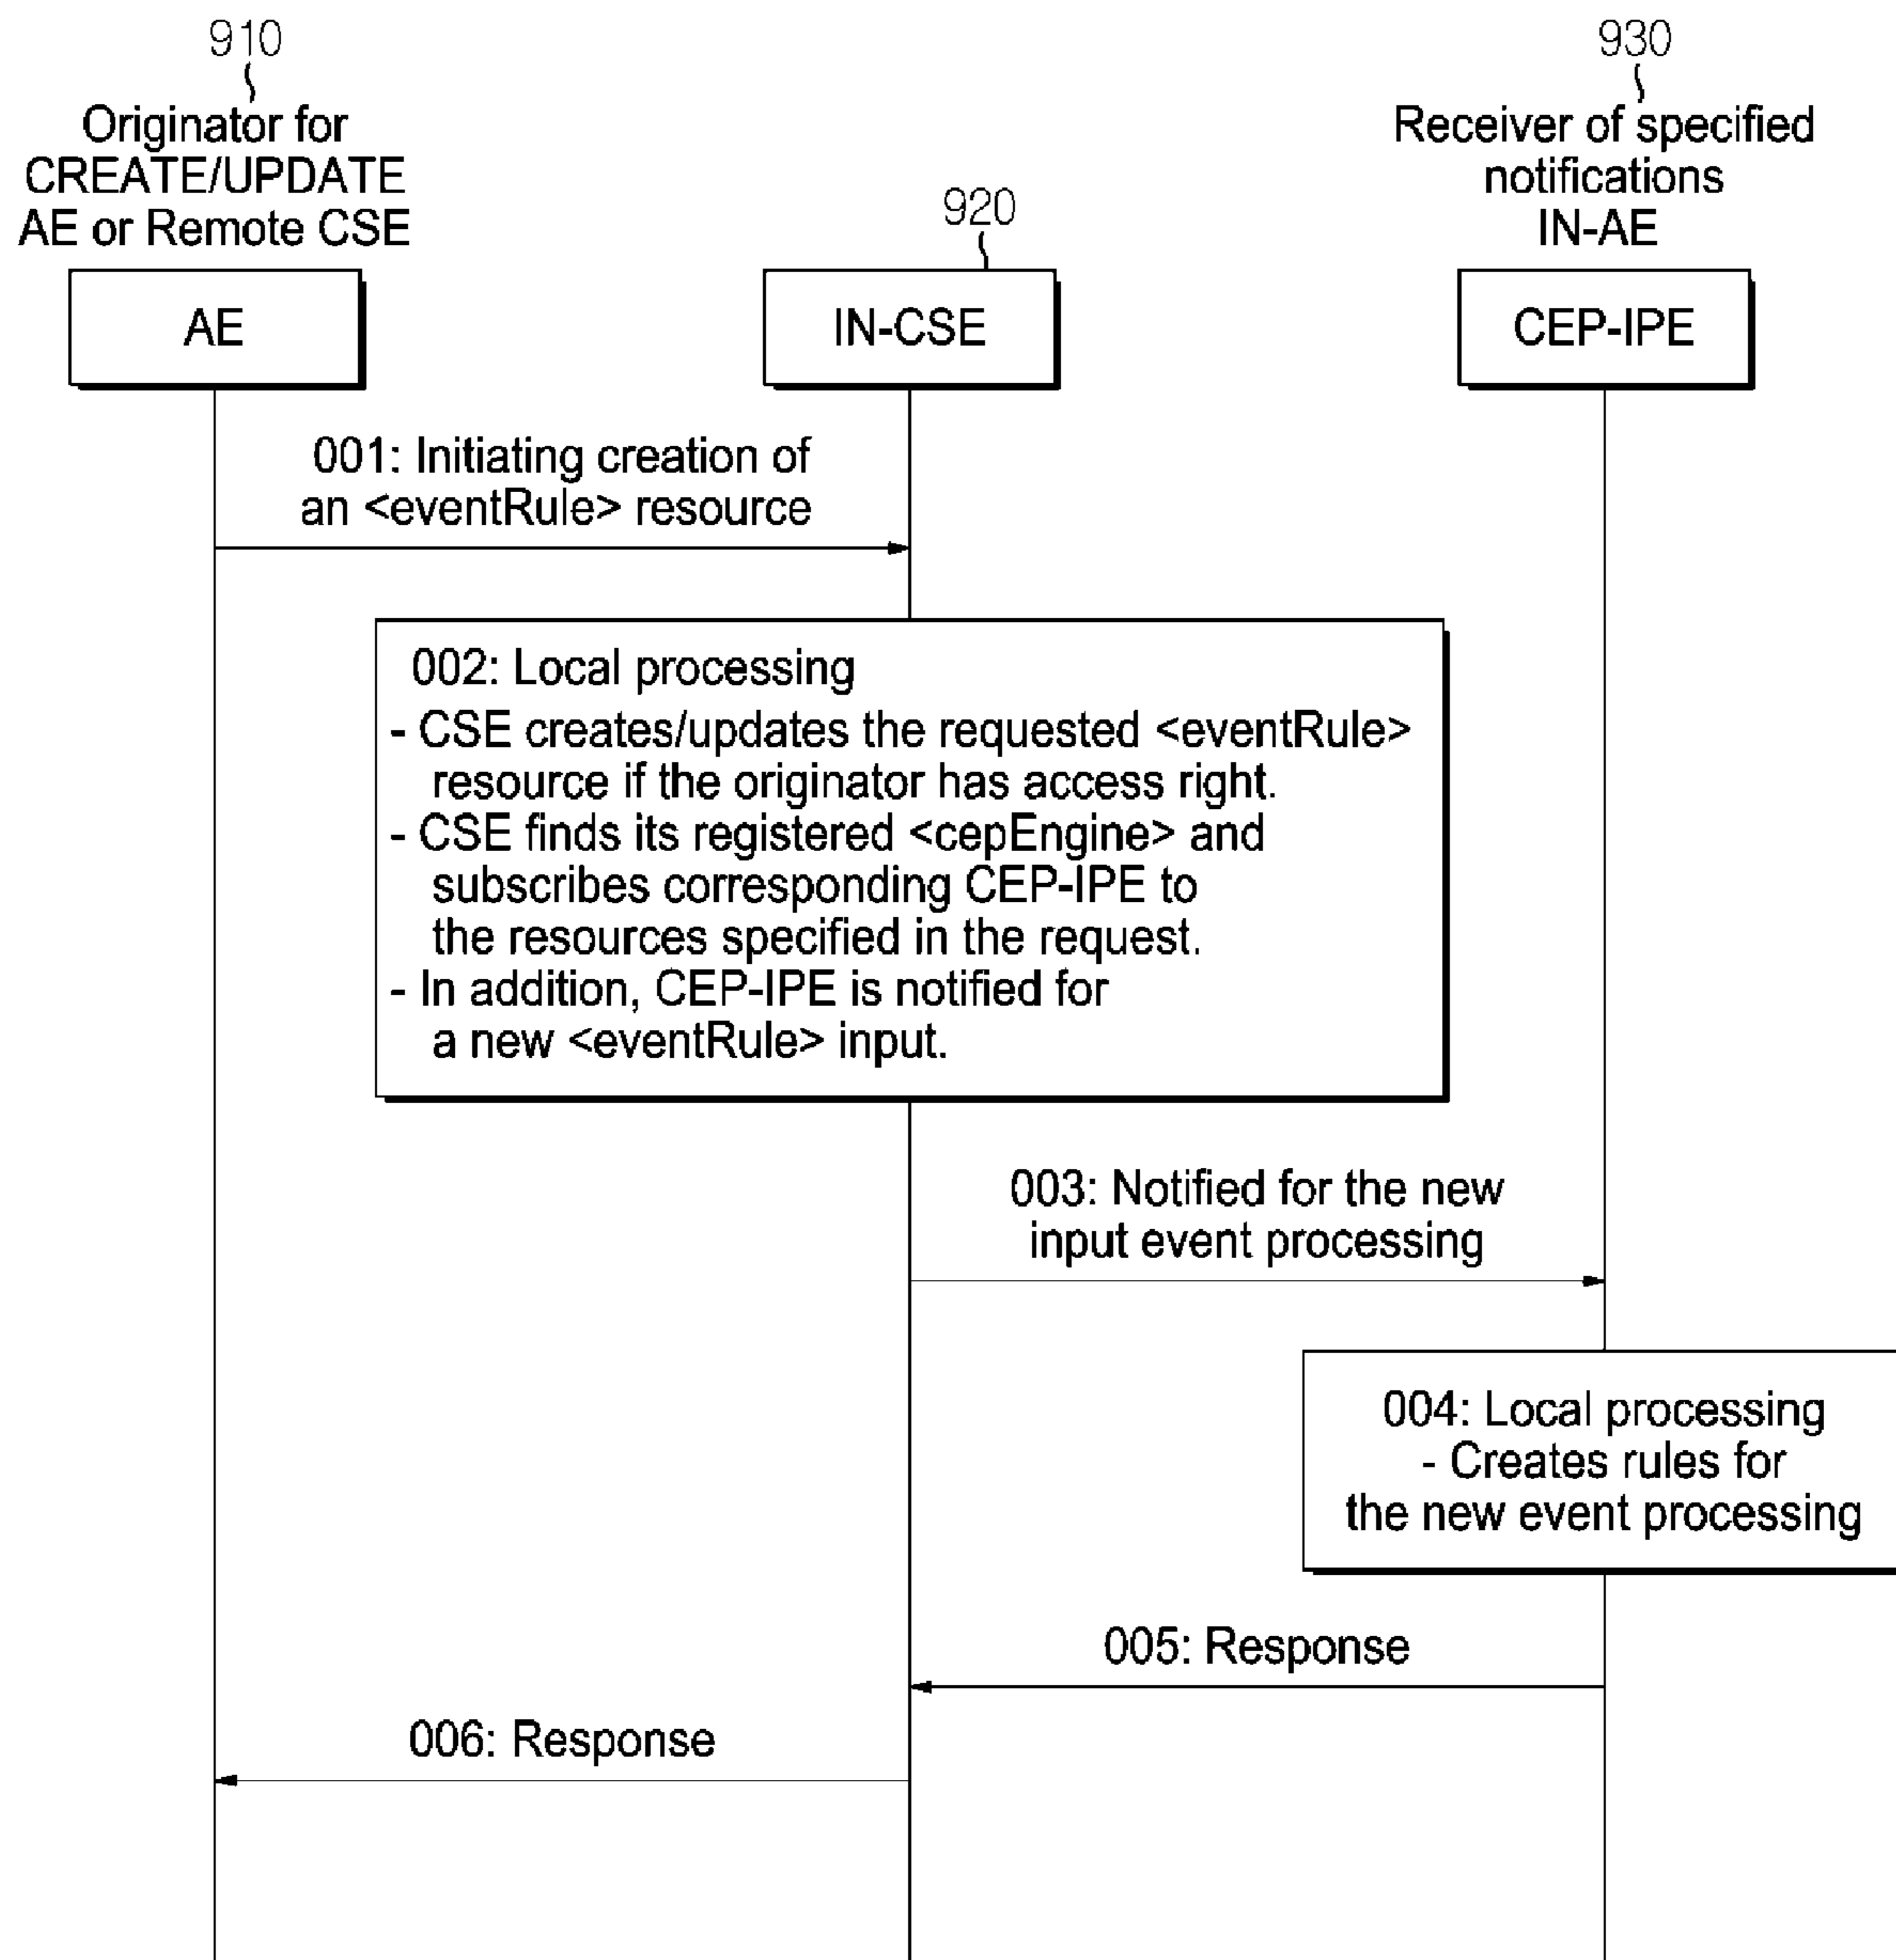 910
Originator for
CREATE/UPDATE
AE or Remote CSE
AE
920
IN-CSE
930
Receiver of specified
notifications
IN-AE
CEP-IPE
001: Initiating creation of
an <eventRule> resource
002: Local processing
- CSE creates/updates the requested <eventRule>
resource if the originator has access right.
- CSE finds its registered <cepEngine> and
subscribes corresponding CEP-IPE to
the resources specified in the request.
- In addition, CEP-IPE is notified for
a new <eventRule> input.
003: Notified for the new
input event processing
004: Local processing
- Creates rules for
the new event processing
005: Response
006: Response